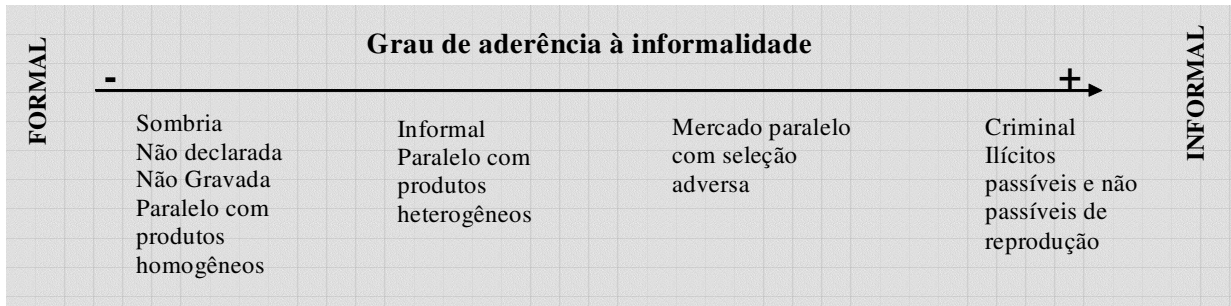 Grau de aderência à informalidade
FORMAL
-
+
INFORMAL
Sombria
Não declarada
Não Gravada
Paralelo com
produtos
homogêneos
Informal
Paralelo com
produtos
heterogêneos
Mercado paralelo
com seleção
adversa
Criminal
Ilícitos
passíveis e não
passíveis de
reprodução